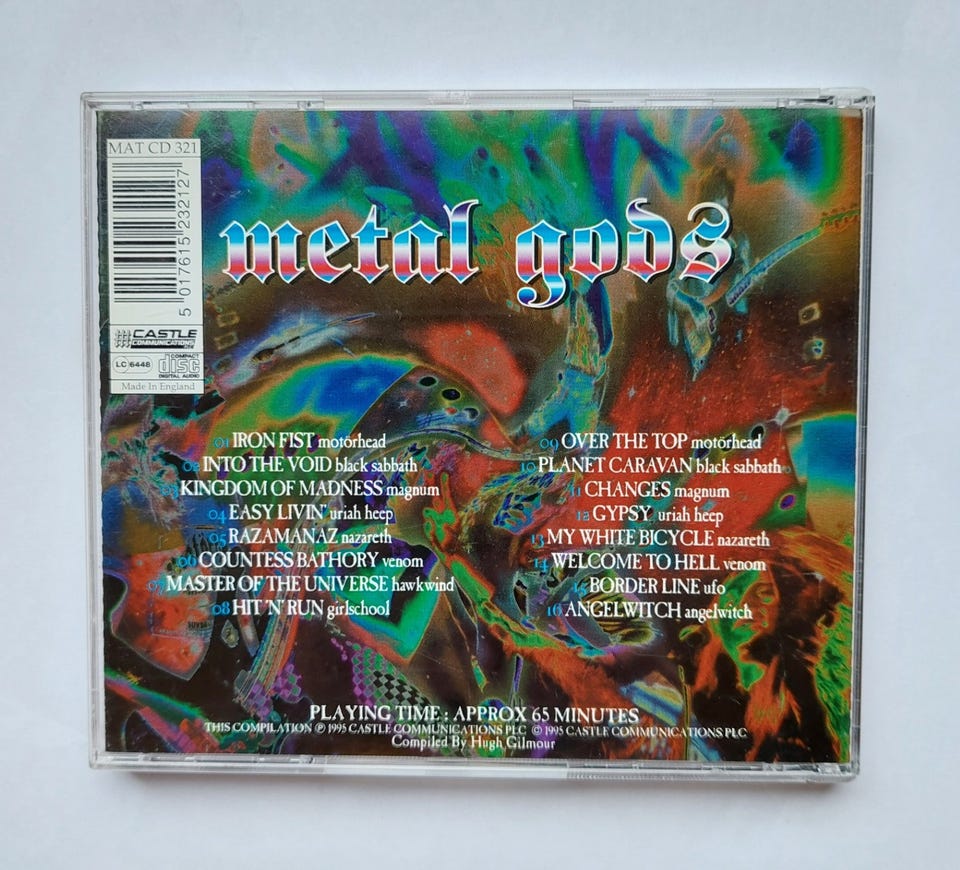 MAT CD 321
5 017615 232127
CASTLE
COMMUNICATIONS
LC 6448
COMPACT
disc
DIGITAL AUDIO
Made In England
metal gods
01 IRON FIST motörhead
02 INTO THE VOID black sabbath
03 KINGDOM OF MADNESS magnum
04 EASY LIVIN' uriah heep
05 RAZAMANAZ nazareth
06 COUNTESS BATHORY venom
07 MASTER OF THE UNIVERSE hawkwind
08 HIT 'N' RUN girlschool
09 OVER THE TOP motörhead
10 PLANET CARAVAN black sabbath
11 CHANGES magnum
12 GYPSY uriah heep
13 MY WHITE BICYCLE nazareth
14 WELCOME TO HELL venom
15 BORDER LINE ufo
16 ANGELWITCH angelwitch
PLAYING TIME : APPROX 65 MINUTES
THIS COMPILATION ℗ 1995 CASTLE COMMUNICATIONS PLC © 1995 CASTLE COMMUNICATIONS PLC
Compiled By Hugh Gilmour